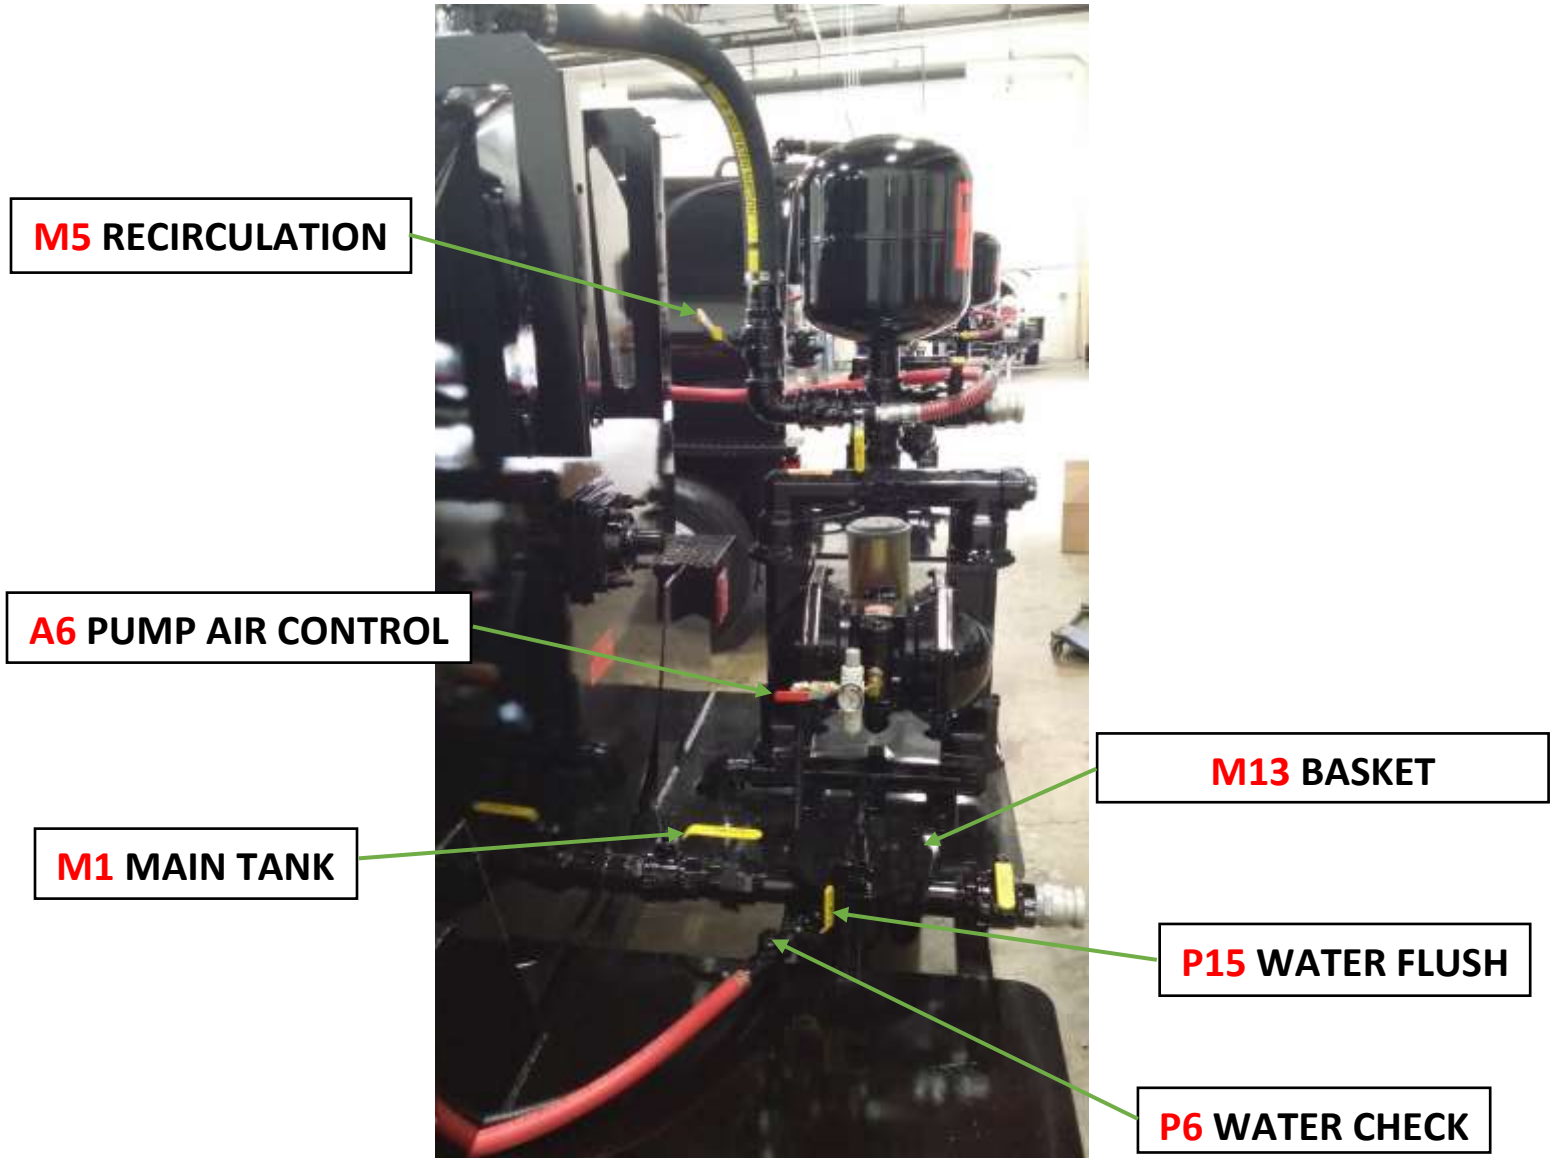 M5 RECIRCULATION
A6 PUMP AIR CONTROL
M13 BASKET
M1 MAIN TANK
P15 WATER FLUSH
P6 WATER CHECK